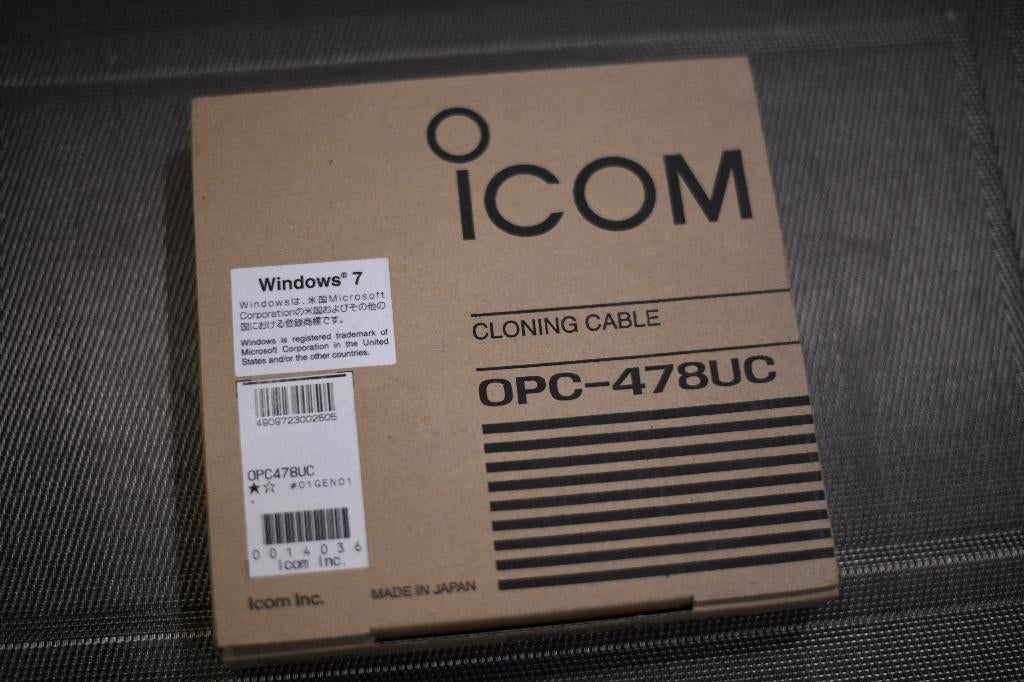 ICOM
Windows® 7
Windowsは、米国Microsoft
Corporationの米国およびその他の
国における登録商標です。
Windows is registered trademark of
Microsoft Corporation in the United
States and/or the other countries.
CLONING CABLE
OPC-478UC
4909723002505
OPC478UC
★☆ #01GEN01
0014036
Icom Inc.
Icom Inc.
MADE IN JAPAN